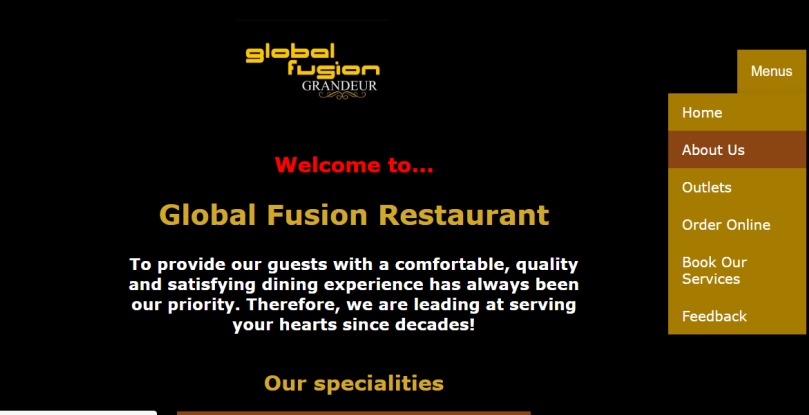 global
fusion
GRANDEUR
Menus
Home
About Us
Outlets
Order Online
Book Our
Services
Feedback
Welcome to...
Global Fusion Restaurant
To provide our guests with a comfortable, quality
and satisfying dining experience has always been
our priority. Therefore, we are leading at serving
your hearts since decades!
Our specialities